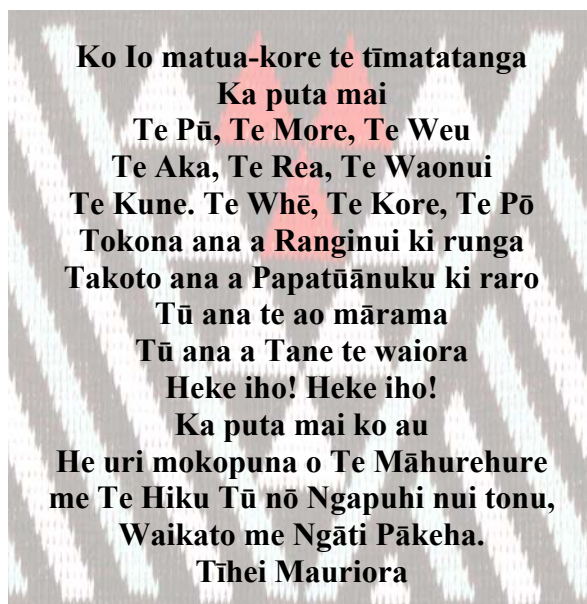 Ko Io matua-kore te tīmatatanga
Ka puta mai
Te Pū, Te More, Te Weu
Te Aka, Te Rea, Te Waonui
Te Kune. Te Whē, Te Kore, Te Pō
Tokona ana a Ranginui ki runga
Takoto ana a Papatūānuku ki raro
Tū ana te ao mārama
Tū ana a Tane te waiora
Heke iho! Heke iho!
Ka puta mai ko au
He uri mokopuna o Te Māhurehure
me Te Hiku Tū nō Ngapuhi nui tonu,
Waikato me Ngāti Pākeha.
Tīhei Mauriora